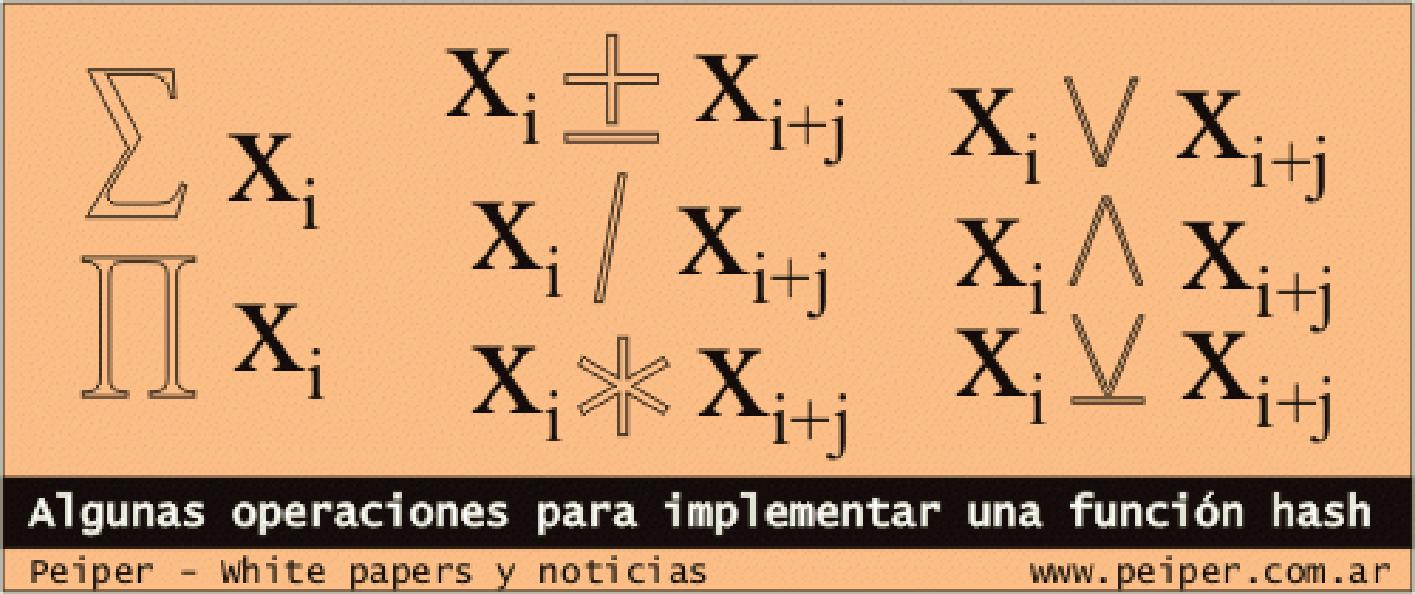 Σ xᵢ
∏ xᵢ
xᵢ ± xᵢ₊ⱼ
xᵢ / xᵢ₊ⱼ
xᵢ * xᵢ₊ⱼ
xᵢ ∨ xᵢ₊ⱼ
xᵢ ∧ xᵢ₊ⱼ
xᵢ ⊻ xᵢ₊ⱼ
Algunas operaciones para implementar una función hash
Peiper - White papers y noticias
www.peiper.com.ar